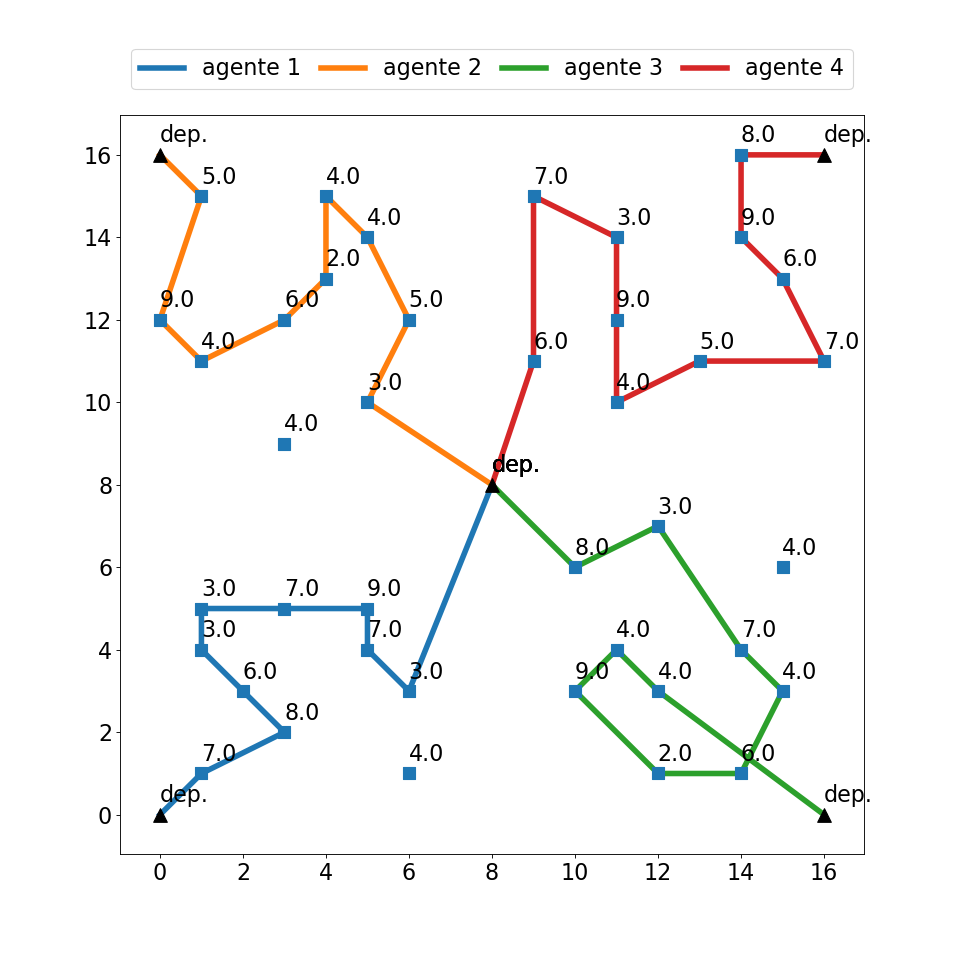 agente 1 agente 2 agente 3 agente 4
dep. 8.0 dep.
16
5.0 4.0 7.0
4.0 3.0
14 9.0
2.0 6.0
9.0 6.0 5.0 9.0
12
4.0 6.0 5.0 7.0
3.0 4.0
10
4.0
dep.
8
3.0
8.0 4.0
6
3.0 7.0 9.0
3.0 7.0 4.0 7.0
4
6.0 3.0 9.0 4.0 4.0
8.0
2
7.0 4.0 2.0 6.0
dep. dep.
0
0 2 4 6 8 10 12 14 16